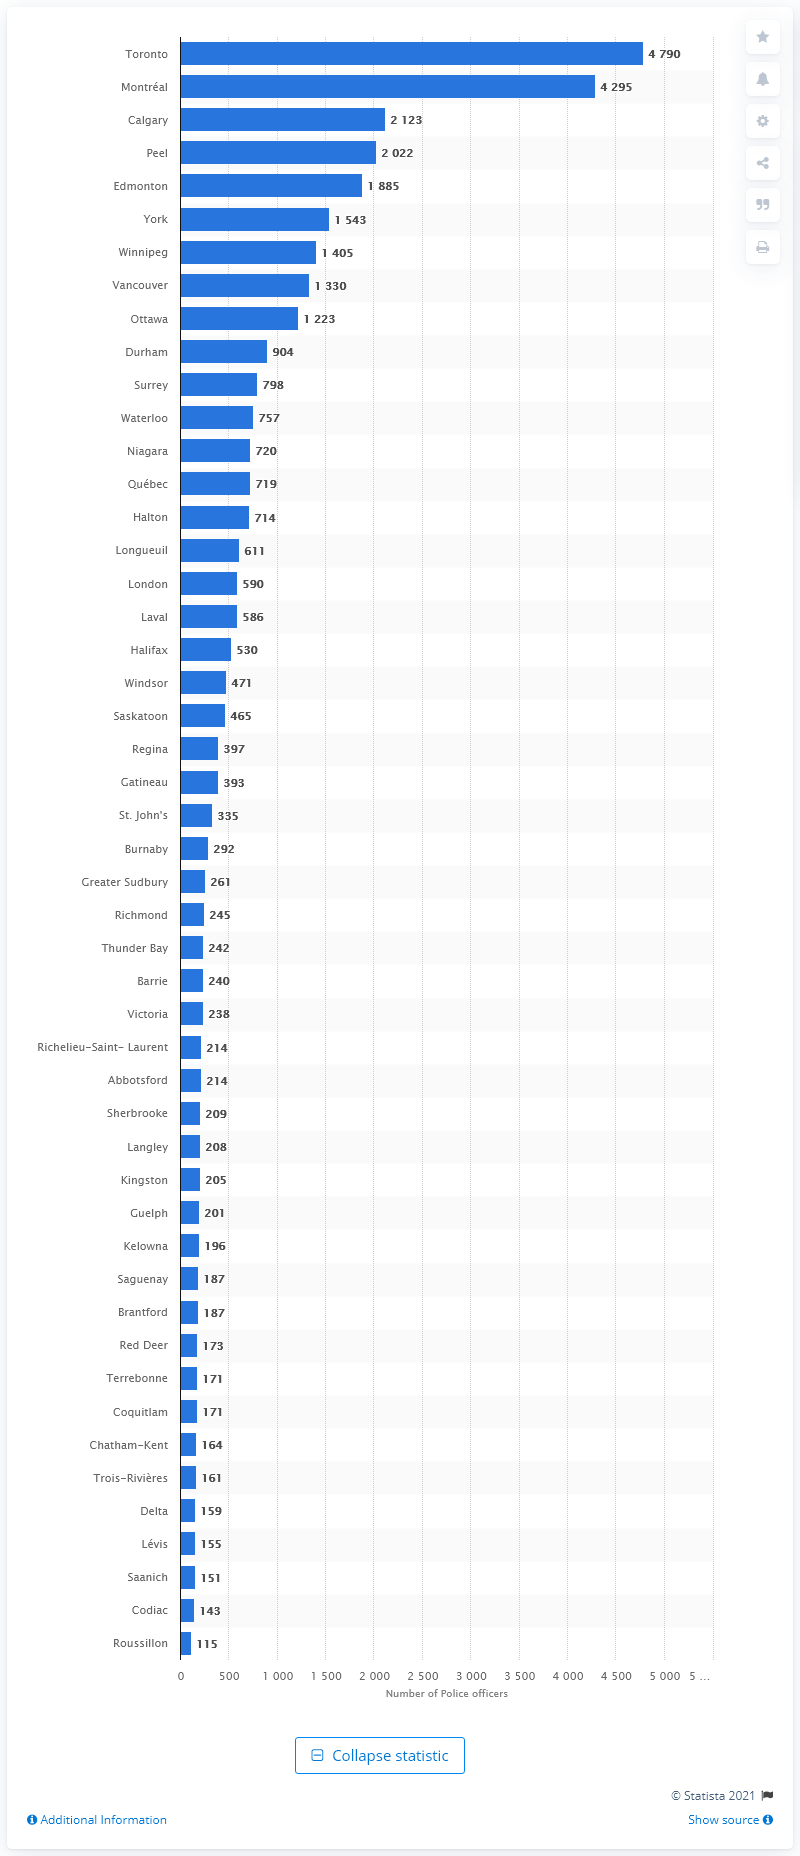 Toronto 4 790
Montréal 4 295
Calgary 2 123
Peel 2 022
Edmonton 1 885
York 1 543
Winnipeg 1 405
Vancouver 1 330
Ottawa 1 223
Durham 904
Surrey 798
Waterloo 757
Niagara 720
Québec 719
Halton 714
Longueuil 611
London 590
Laval 586
Halifax 530
Windsor 471
Saskatoon 465
Regina 397
Gatineau 393
St. John's 335
Burnaby 292
Greater Sudbury 261
Richmond 245
Thunder Bay 242
Barrie 240
Victoria 238
Richelieu-Saint- Laurent 214
Abbotsford 214
Sherbrooke 209
Langley 208
Kingston 205
Guelph 201
Kelowna 196
Saguenay 187
Brantford 187
Red Deer 173
Terrebonne 171
Coquitlam 171
Chatham-Kent 164
Trois-Rivières 161
Delta 159
Lévis 155
Saanich 151
Codiac 143
Roussillon 115
0 500 1 000 1 500 2 000 2 500 3 000 3 500 4 000 4 500 5 000 5 ...
Number of Police officers
Collapse statistic
© Statista 2021
Additional Information Show source